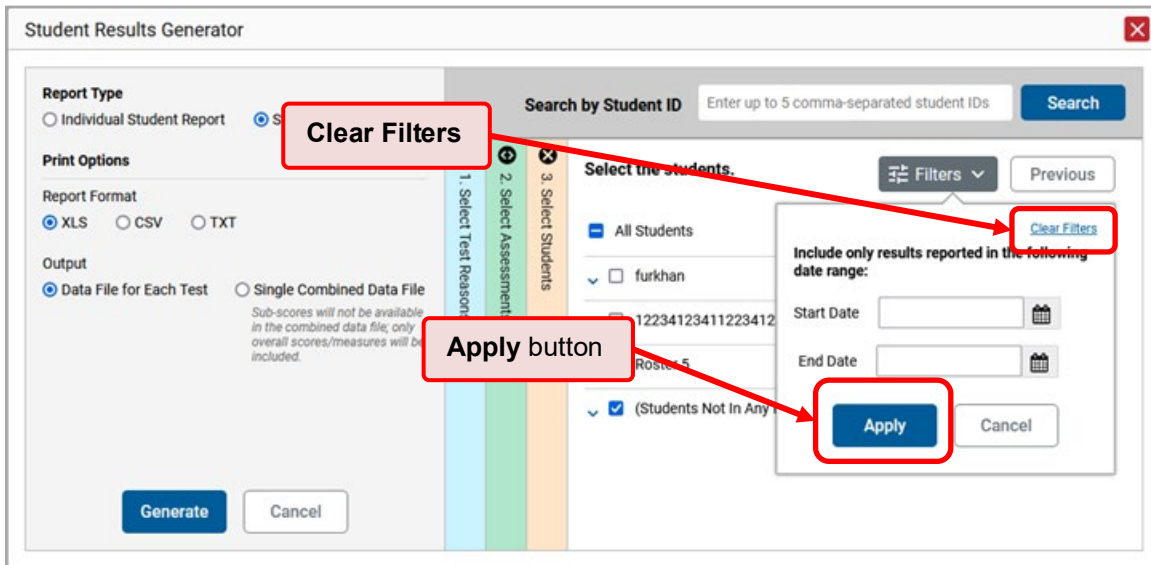 Student Results Generator
Report Type
Individual Student Report
S
Print Options
Report Format
XLS CSV TXT
Output
Data File for Each Test
Single Combined Data File
Sub-scores will not be available
in the combined data file; only
overall scores/measures will be
included.
Generate Cancel
Clear Filters
Apply button
1. Select Test Reasons
2. Select Assessments
3. Select Students
Search by Student ID Enter up to 5 comma-separated student IDs Search
Select the students. Filters Previous
All Students
furkhan
12234123411223412
Roster 5
(Students Not In Any
Clear Filters
Include only results reported in the following
date range:
Start Date
End Date
Apply Cancel